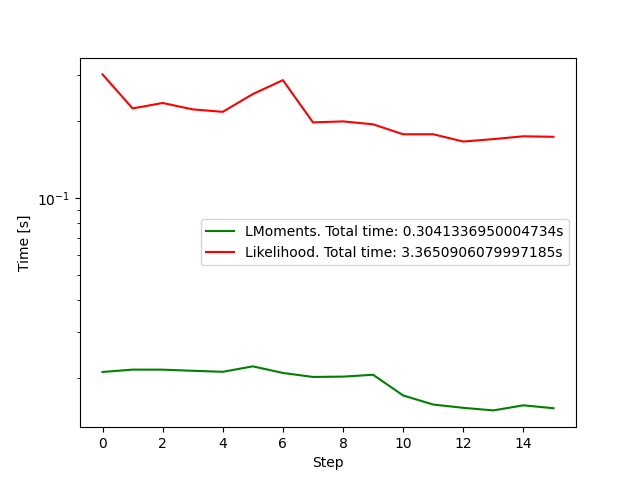 10⁻¹
Time [s]
LMoments. Total time: 0.3041336950004734s
Likelihood. Total time: 3.3650906079997185s
0 2 4 6 8 10 12 14
Step